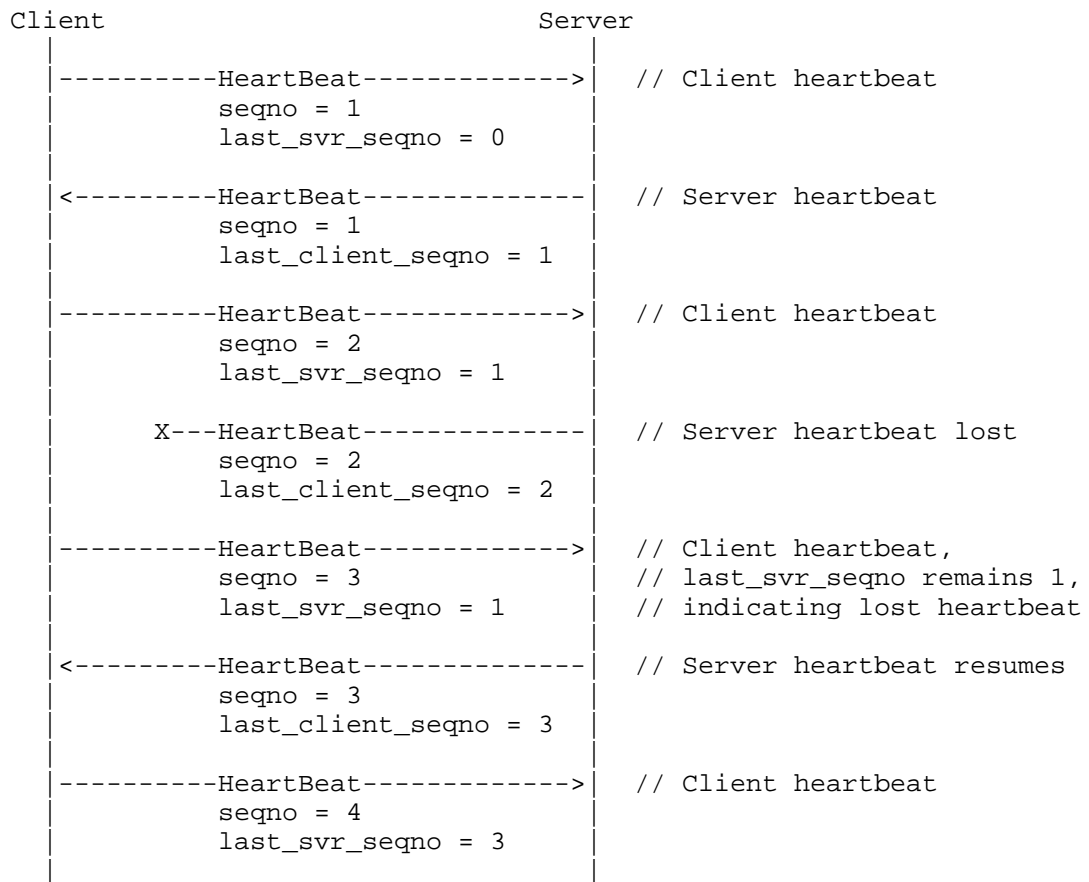 Client Server
----------HeartBeat-------------> // Client heartbeat
seqno = 1
last_svr_seqno = 0
<---------HeartBeat-------------- // Server heartbeat
seqno = 1
last_client_seqno = 1
----------HeartBeat-------------> // Client heartbeat
seqno = 2
last_svr_seqno = 1
X---HeartBeat-------------- // Server heartbeat lost
seqno = 2
last_client_seqno = 2
----------HeartBeat-------------> // Client heartbeat,
seqno = 3 // last_svr_seqno remains 1,
last_svr_seqno = 1 // indicating lost heartbeat
<---------HeartBeat-------------- // Server heartbeat resumes
seqno = 3
last_client_seqno = 3
----------HeartBeat-------------> // Client heartbeat
seqno = 4
last_svr_seqno = 3